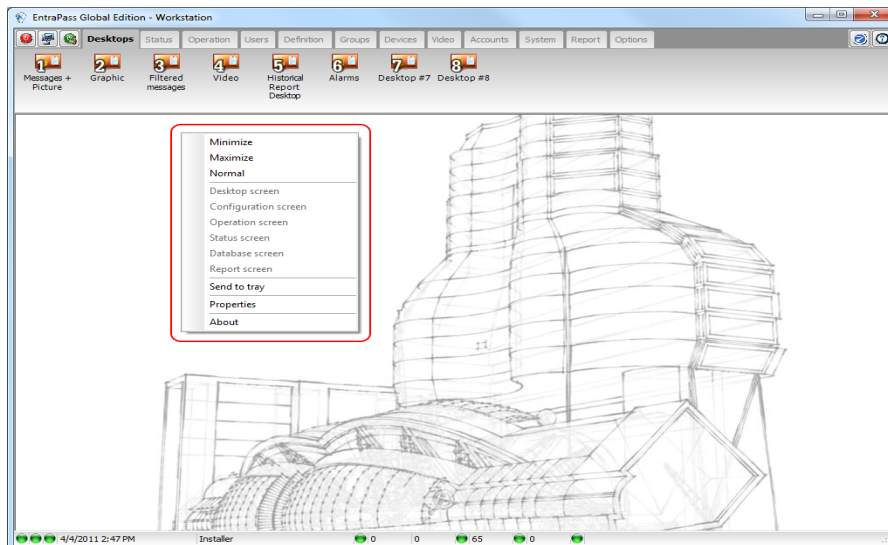 EntraPass Global Edition - Workstation
Desktops Status Operation Users Definition Groups Devices Video Accounts System Report Options
1 2 3 4 5 6 7 8
Messages + Picture
Graphic
Filtered messages
Video
Historical Report Desktop
Alarms
Desktop #7
Desktop #8
Minimize
Maximize
Normal
Desktop screen
Configuration screen
Operation screen
Status screen
Database screen
Report screen
Send to tray
Properties
About
4/4/2011 2:47 PM Installer 0 0 65 0